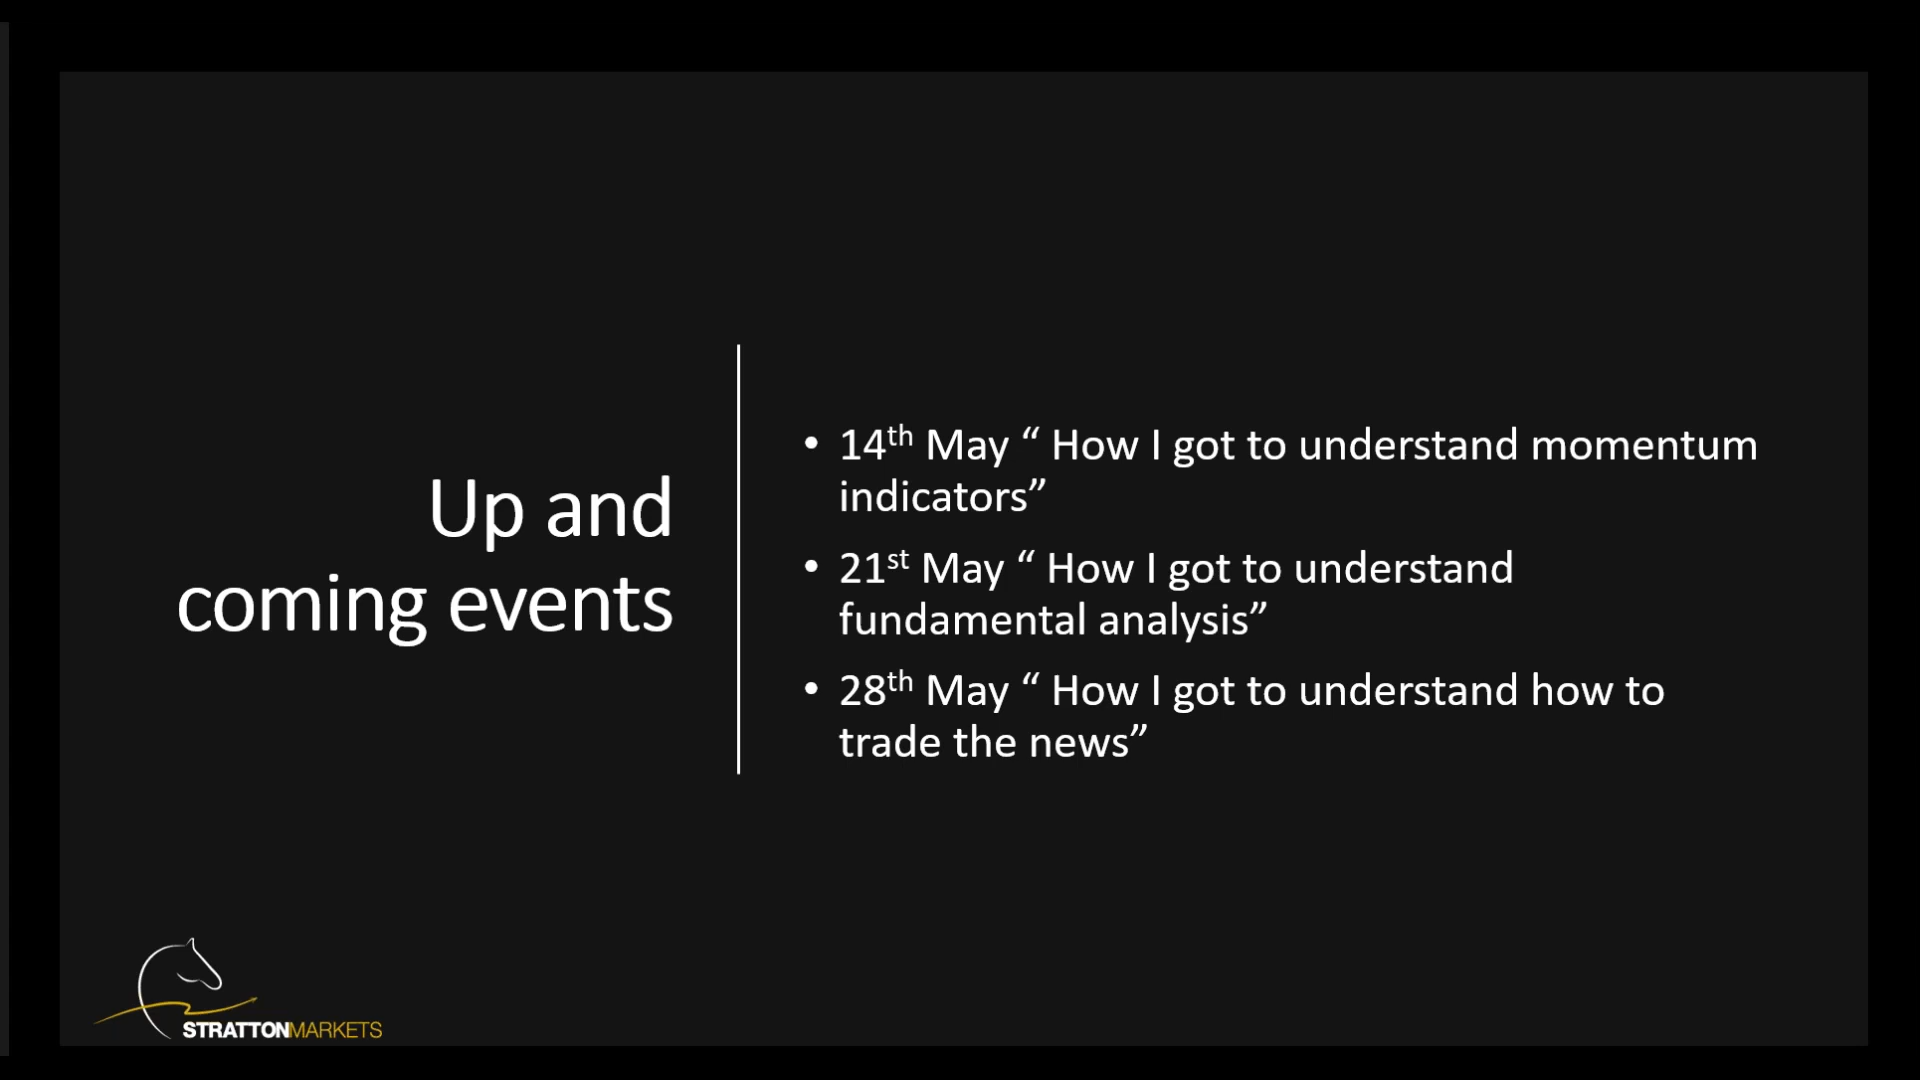 Up and
coming events
• 14th May “ How I got to understand momentum
indicators”
• 21st May “ How I got to understand
fundamental analysis”
• 28th May “ How I got to understand how to
trade the news”
STRATTONMARKETS